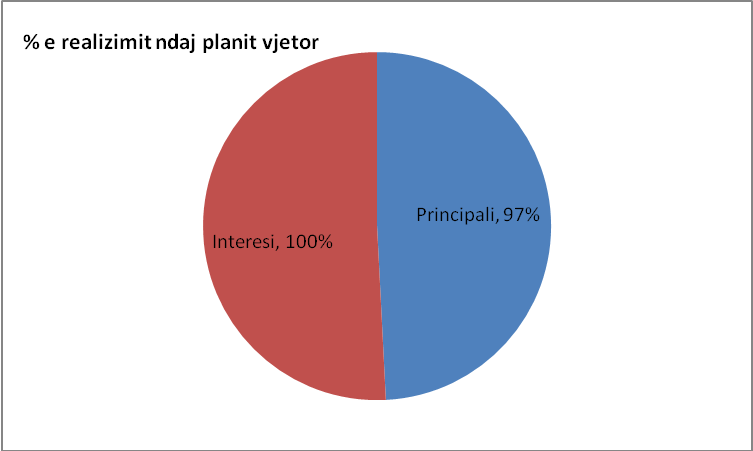 % e realizimit ndaj planit vjetor
Principali, 97%
Interesi, 100%